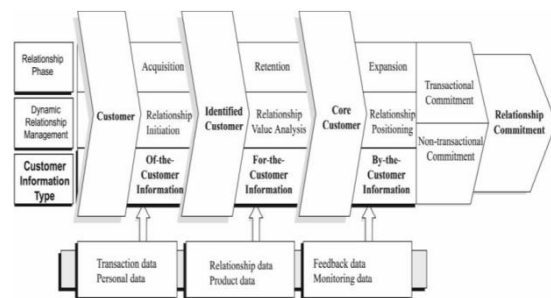 Relationship
Phase
Acquisition
Retention
Expansion
Dynamic
Relationship
Management
Customer
Relationship
Initiation
Identified
Customer
Relationship
Value Analysis
Core
Customer
Relationship
Positioning
Transactional
Commitment
Non-transactional
Commitment
Relationship
Commitment
Customer
Information
Type
Of-the-
Customer
Information
For-the-
Customer
Information
By-the-
Customer
Information
Transaction data
Personal data
Relationship data
Product data
Feedback data
Monitoring data